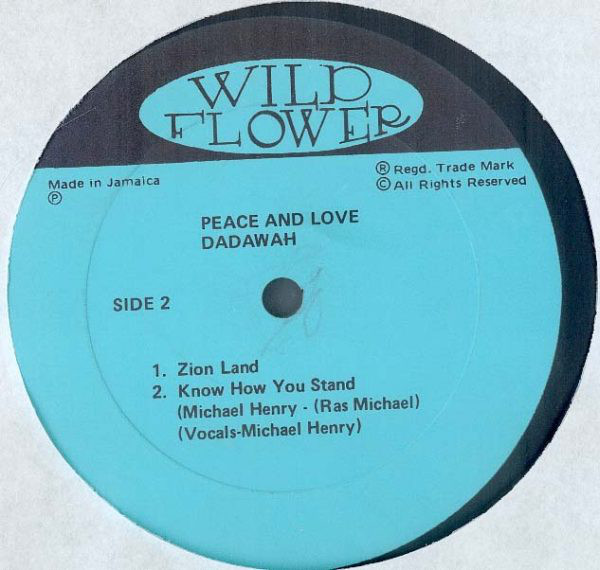 WILD
FLOWER
Made in Jamaica
℗
® Regd. Trade Mark
© All Rights Reserved
PEACE AND LOVE
DADAWAH
SIDE 2
1. Zion Land
2. Know How You Stand
(Michael Henry - (Ras Michael)
(Vocals-Michael Henry)